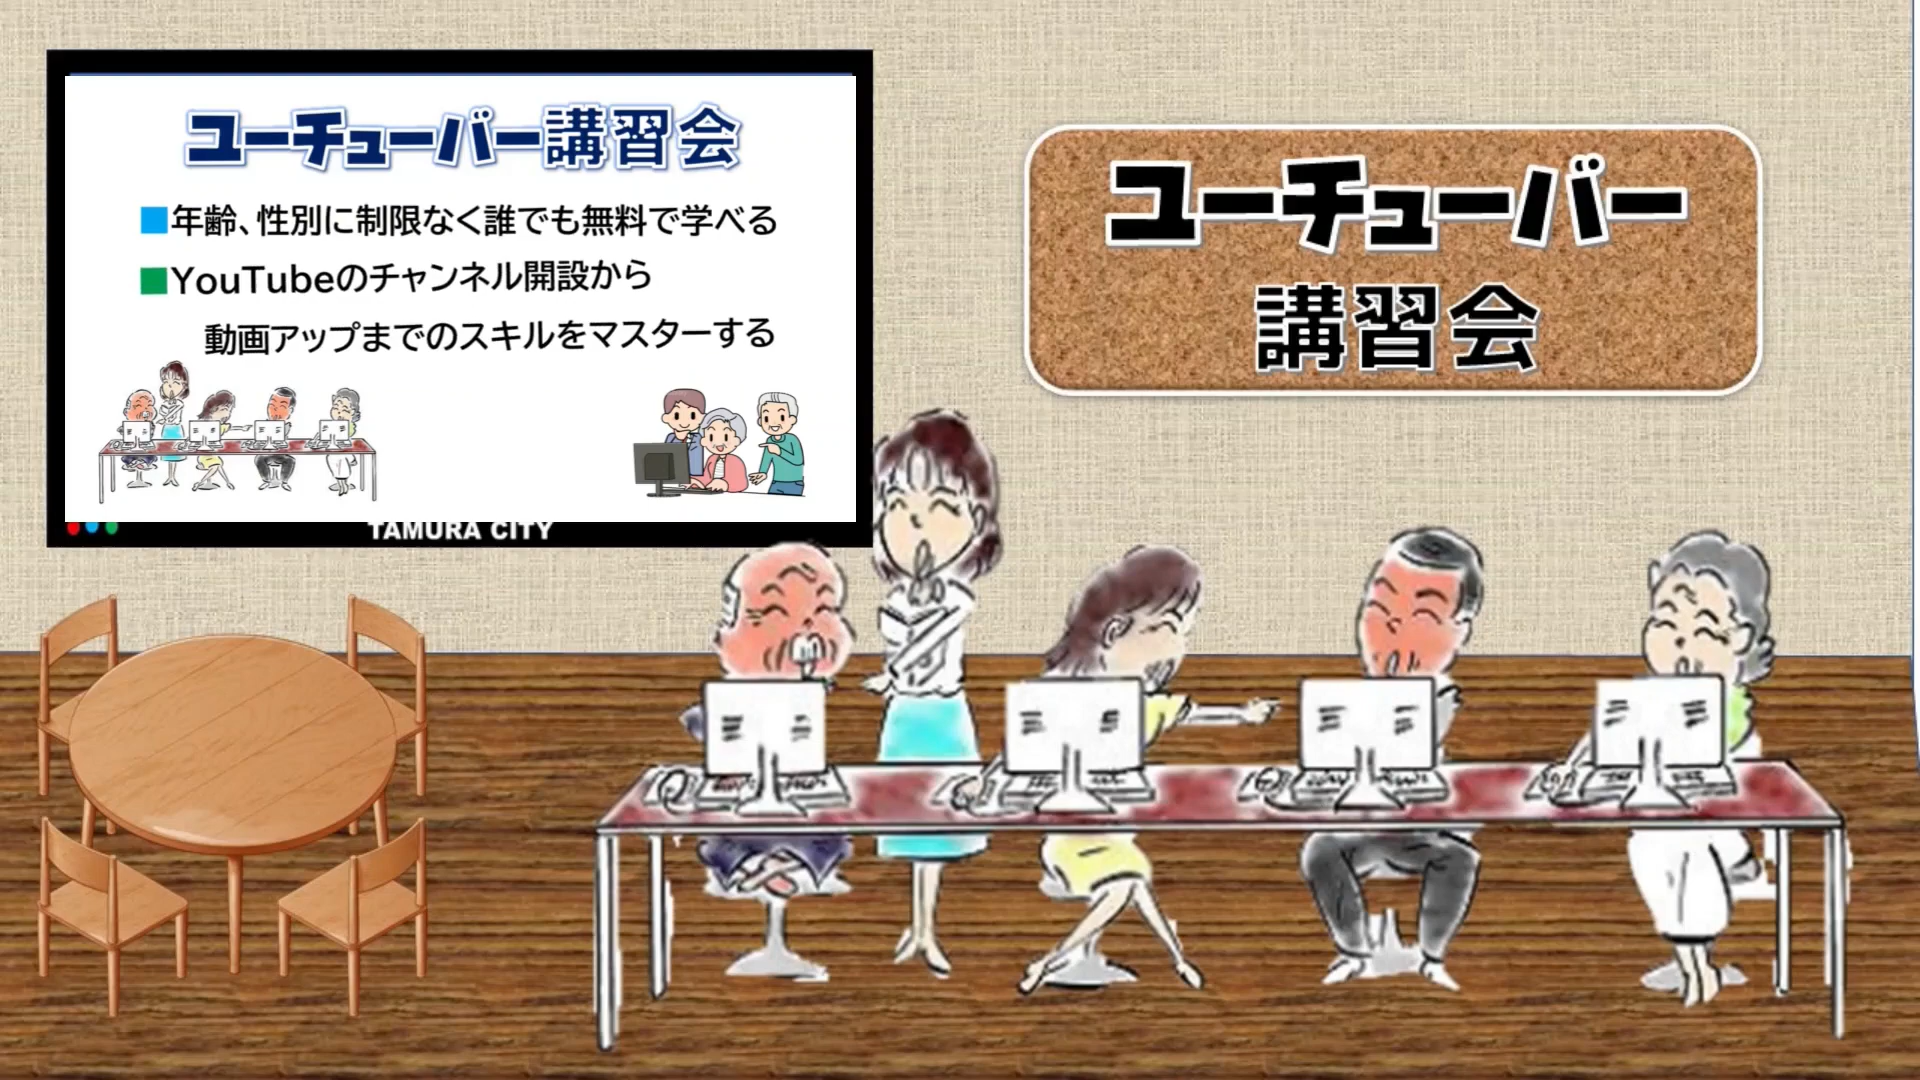 ユーチューバー講習会
■年齢、性別に制限なく誰でも無料で学べる
■YouTubeのチャンネル開設から
動画アップまでのスキルをマスターする
TAMURA CITY
ユーチューバー
講習会